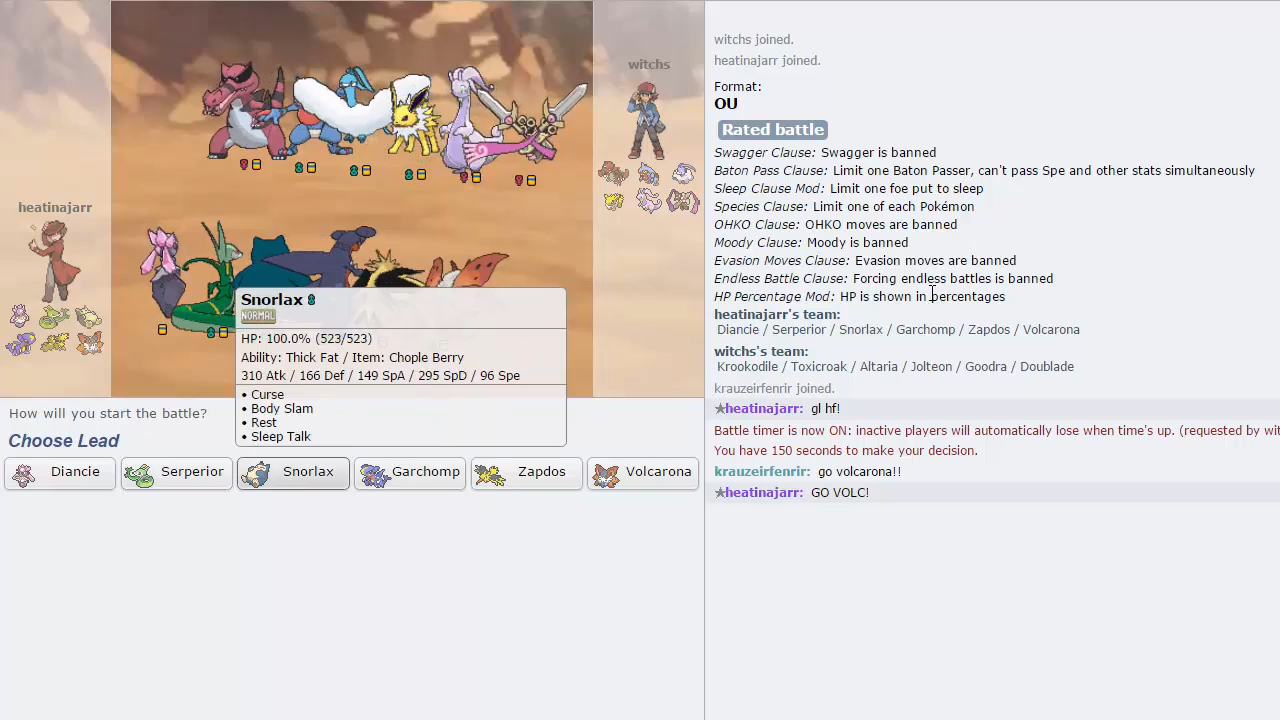 heatinajarr
witchs
Snorlax
NORMAL
HP: 100.0% (523/523)
Ability: Thick Fat / Item: Chople Berry
310 Atk / 166 Def / 149 SpA / 295 SpD / 96 Spe
• Curse
• Body Slam
• Rest
• Sleep Talk
How will you start the battle?
Choose Lead
Diancie
Serperior
Snorlax
Garchomp
Zapdos
Volcarona
witchs joined.
heatinajarr joined.
Format:
OU
Rated battle
Swagger Clause: Swagger is banned
Baton Pass Clause: Limit one Baton Passer, can't pass Spe and other stats simultaneously
Sleep Clause Mod: Limit one foe put to sleep
Species Clause: Limit one of each Pokémon
OHKO Clause: OHKO moves are banned
Moody Clause: Moody is banned
Evasion Moves Clause: Evasion moves are banned
Endless Battle Clause: Forcing endless battles is banned
HP Percentage Mod: HP is shown in percentages
heatinajarr's team:
Diancie / Serperior / Snorlax / Garchomp / Zapdos / Volcarona
witchs's team:
Krookodile / Toxicroak / Altaria / Jolteon / Goodra / Doublade
krauzeirfenrir joined.
★heatinajarr: gl hf!
Battle timer is now ON: inactive players will automatically lose when time's up. (requested by wit
You have 150 seconds to make your decision.
krauzeirfenrir: go volcarona!!
★heatinajarr: GO VOLC!